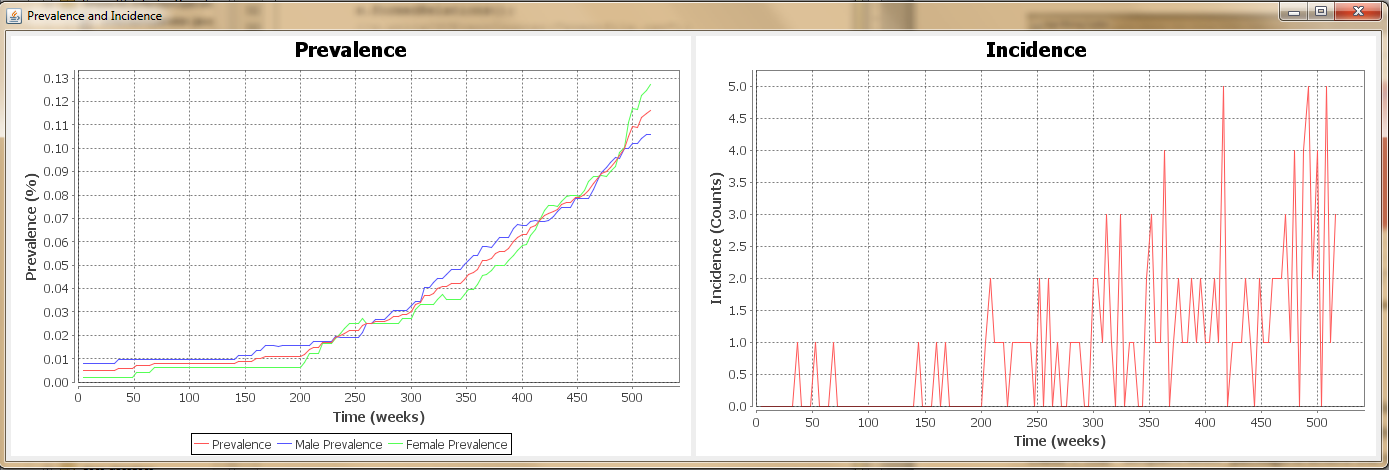 Prevalence and Incidence
Prevalence
0.13
0.12
0.11
0.10
0.09
0.08
0.07
0.06
0.05
0.04
0.03
0.02
0.01
0.00
Prevalence (%)
0 50 100 150 200 250 300 350 400 450 500
Time (weeks)
Prevalence Male Prevalence Female Prevalence
Incidence
5.0
4.5
4.0
3.5
3.0
2.5
2.0
1.5
1.0
0.5
0.0
Incidence (Counts)
0 50 100 150 200 250 300 350 400 450 500
Time (weeks)